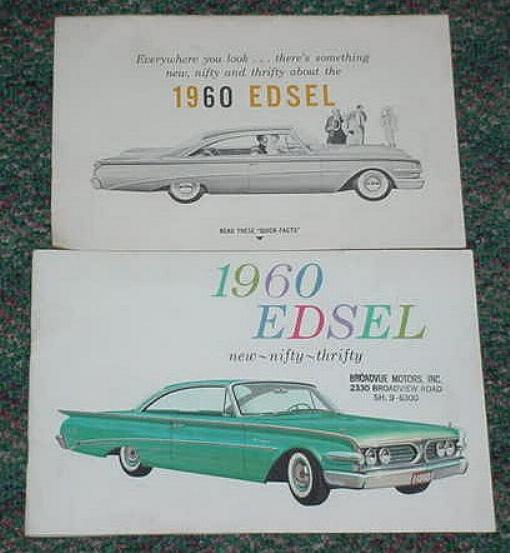 Everywhere you look . . . there's something
new, nifty and thrifty about the
1960 EDSEL
READ THESE "QUICK-FACTS"
1960
EDSEL
new~nifty~thrifty
BROADVUE MOTORS, INC.
2330 BROADVIEW ROAD
SH. 9-6300